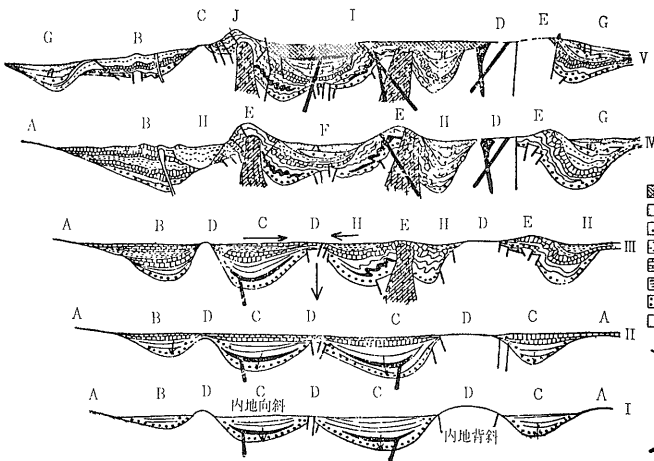 G B C J I D E G
V
A B H E F E H D E G
IV
A B D C D H E H D E H
III
A B D C D C D C A
II
A B D C D C D C A
内地向斜
内地背斜
I